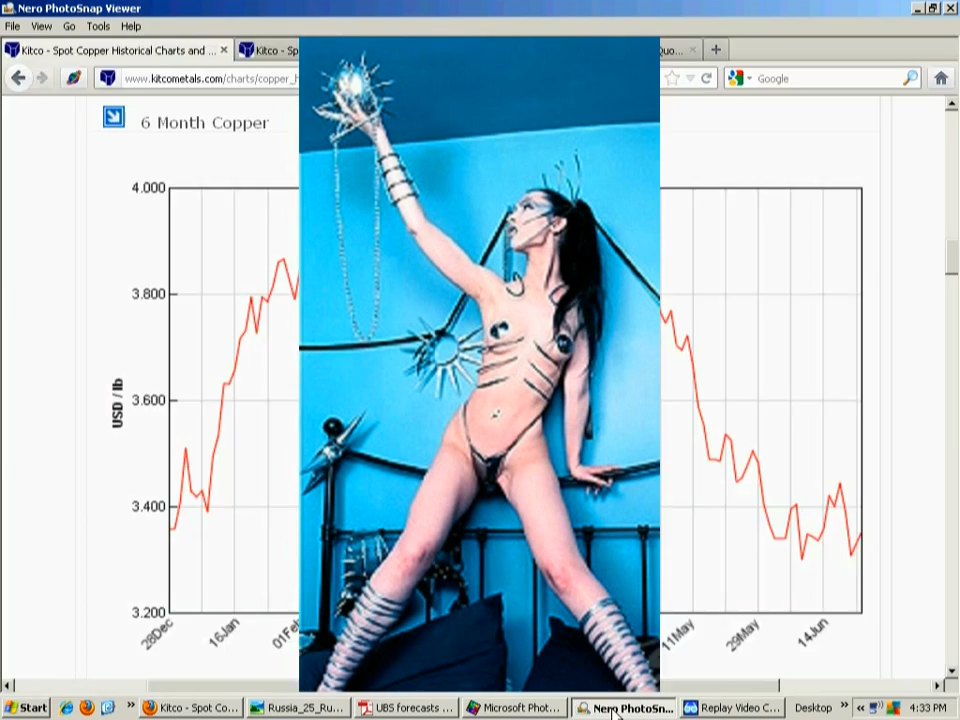 Nero PhotoSnap Viewer
File View Go Tools Help
Kitco - Spot Copper Historical Charts and ...
Kitco - Sp
Quo...
www.kitcometals.com/charts/copper_h
Google
6 Month Copper
4.000
3.800
3.600
3.400
3.200
USD / lb
28Dec
16Jan
01Feb
11May
29May
14Jun
Start
Kitco - Spot Co...
Russia_25_Ru...
UBS forecasts ...
Microsoft Phot...
Nero PhotoSn...
Replay Video C...
Desktop
4:33 PM